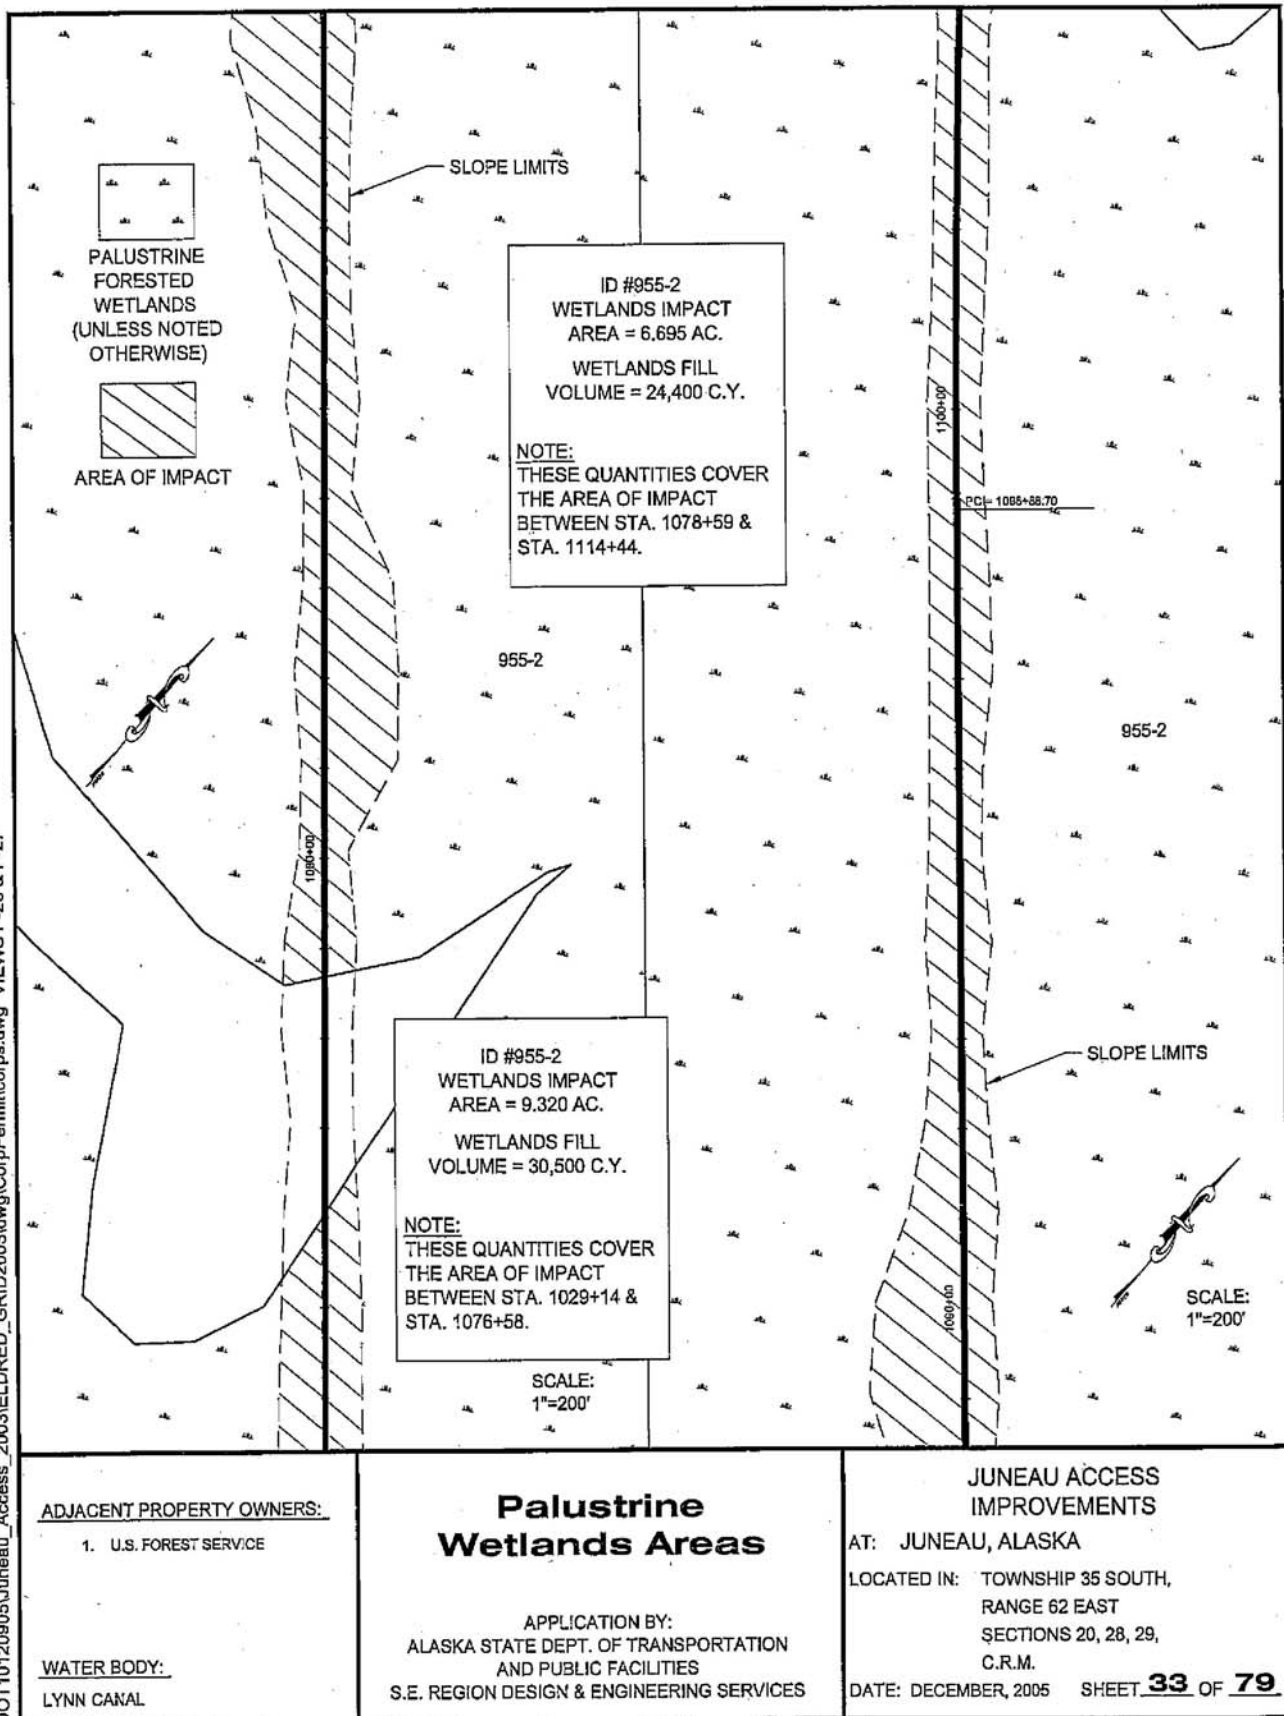 SLOPE LIMITS
PALUSTRINE
FORESTED
WETLANDS
(UNLESS NOTED
OTHERWISE)
AREA OF IMPACT
ID #955-2
WETLANDS IMPACT
AREA = 6.695 AC.
WETLANDS FILL
VOLUME = 24,400 C.Y.
NOTE:
THESE QUANTITIES COVER
THE AREA OF IMPACT
BETWEEN STA. 1078+59 &
STA. 1114+44.
1100+00
955-2
955-2
1080+00
ID #955-2
WETLANDS IMPACT
AREA = 9.320 AC.
WETLANDS FILL
VOLUME = 30,500 C.Y.
NOTE:
THESE QUANTITIES COVER
THE AREA OF IMPACT
BETWEEN STA. 1029+14 &
STA. 1076+58.
SLOPE LIMITS
1090+00
SCALE:
1"=200'
SCALE:
1"=200'
ADJACENT PROPERTY OWNERS:
1. U.S. FOREST SERVICE
WATER BODY:
LYNN CANAL
Palustrine
Wetlands Areas
APPLICATION BY:
ALASKA STATE DEPT. OF TRANSPORTATION
AND PUBLIC FACILITIES
S.E. REGION DESIGN & ENGINEERING SERVICES
JUNEAU ACCESS
IMPROVEMENTS
AT: JUNEAU, ALASKA
LOCATED IN: TOWNSHIP 35 SOUTH,
RANGE 62 EAST
SECTIONS 20, 28, 29,
C.R.M.
DATE: DECEMBER, 2005 SHEET 33 OF 79